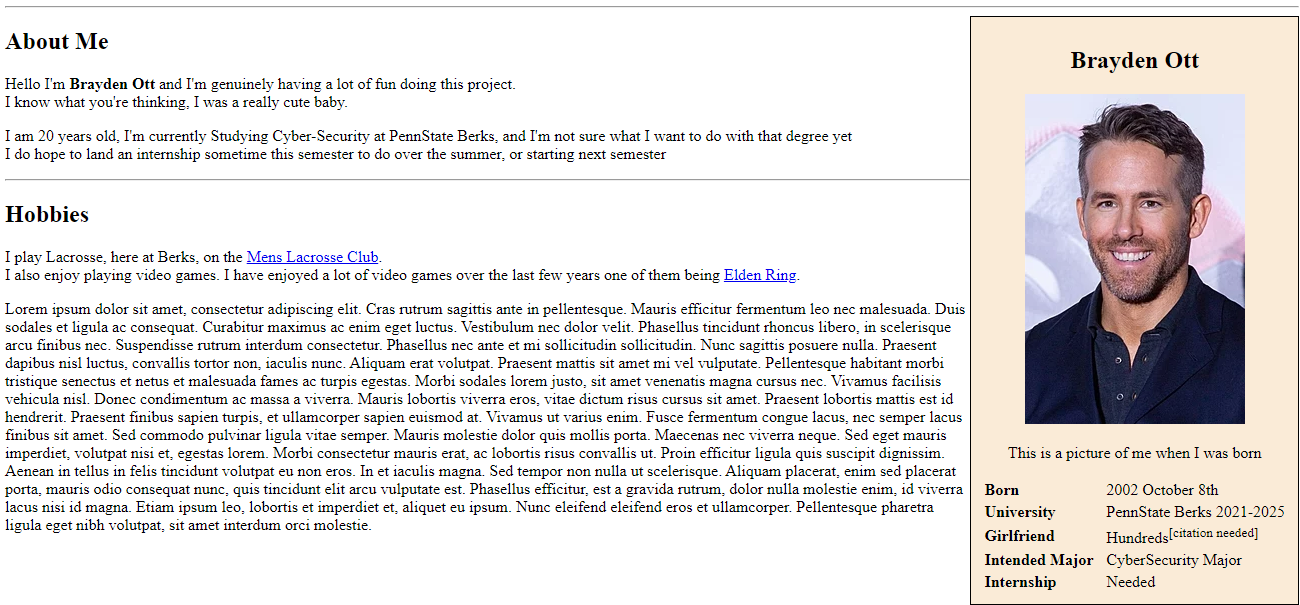 About Me
Hello I'm Brayden Ott and I'm genuinely having a lot of fun doing this project.
I know what you're thinking, I was a really cute baby.
I am 20 years old, I'm currently Studying Cyber-Security at PennState Berks, and I'm not sure what I want to do with that degree yet
I do hope to land an internship sometime this semester to do over the summer, or starting next semester
Hobbies
I play Lacrosse, here at Berks, on the Mens Lacrosse Club.
I also enjoy playing video games. I have enjoyed a lot of video games over the last few years one of them being Elden Ring.
Lorem ipsum dolor sit amet, consectetur adipiscing elit. Cras rutrum sagittis ante in pellentesque. Mauris efficitur fermentum leo nec malesuada. Duis
sodales et ligula ac consequat. Curabitur maximus ac enim eget luctus. Vestibulum nec dolor velit. Phasellus tincidunt rhoncus libero, in scelerisque
arcu finibus nec. Suspendisse rutrum interdum consectetur. Phasellus nec ante et mi sollicitudin sollicitudin. Nunc sagittis posuere nulla. Praesent
dapibus nisl luctus, convallis tortor non, iaculis nunc. Aliquam erat volutpat. Praesent mattis sit amet mi vel vulputate. Pellentesque habitant morbi
tristique senectus et netus et malesuada fames ac turpis egestas. Morbi sodales lorem justo, sit amet venenatis magna cursus nec. Vivamus facilisis
vehicula nisl. Donec condimentum ac massa a viverra. Mauris lobortis viverra eros, vitae dictum risus cursus sit amet. Praesent lobortis mattis est id
hendrerit. Praesent finibus sapien turpis, et ullamcorper sapien euismod at. Vivamus ut varius enim. Fusce fermentum congue lacus, nec semper lacus
finibus sit amet. Sed commodo pulvinar ligula vitae semper. Mauris molestie dolor quis mollis porta. Maecenas nec viverra neque. Sed eget mauris
imperdiet, volutpat nisi et, egestas lorem. Morbi consectetur mauris erat, ac lobortis risus convallis ut. Proin efficitur ligula quis suscipit dignissim.
Aenean in tellus in felis tincidunt volutpat eu non eros. In et iaculis magna. Sed tempor non nulla ut scelerisque. Aliquam placerat, enim sed placerat
porta, mauris odio consequat nunc, quis tincidunt elit arcu vulputate est. Phasellus efficitur, est a gravida rutrum, dolor nulla molestie enim, id viverra
lacus nisi id magna. Etiam ipsum leo, lobortis et imperdiet et, aliquet eu ipsum. Nunc eleifend eleifend eros et ullamcorper. Pellentesque pharetra
ligula eget nibh volutpat, sit amet interdum orci molestie.
Brayden Ott
This is a picture of me when I was born
Born 2002 October 8th
University PennState Berks 2021-2025
Girlfriend Hundreds[citation needed]
Intended Major CyberSecurity Major
Internship Needed